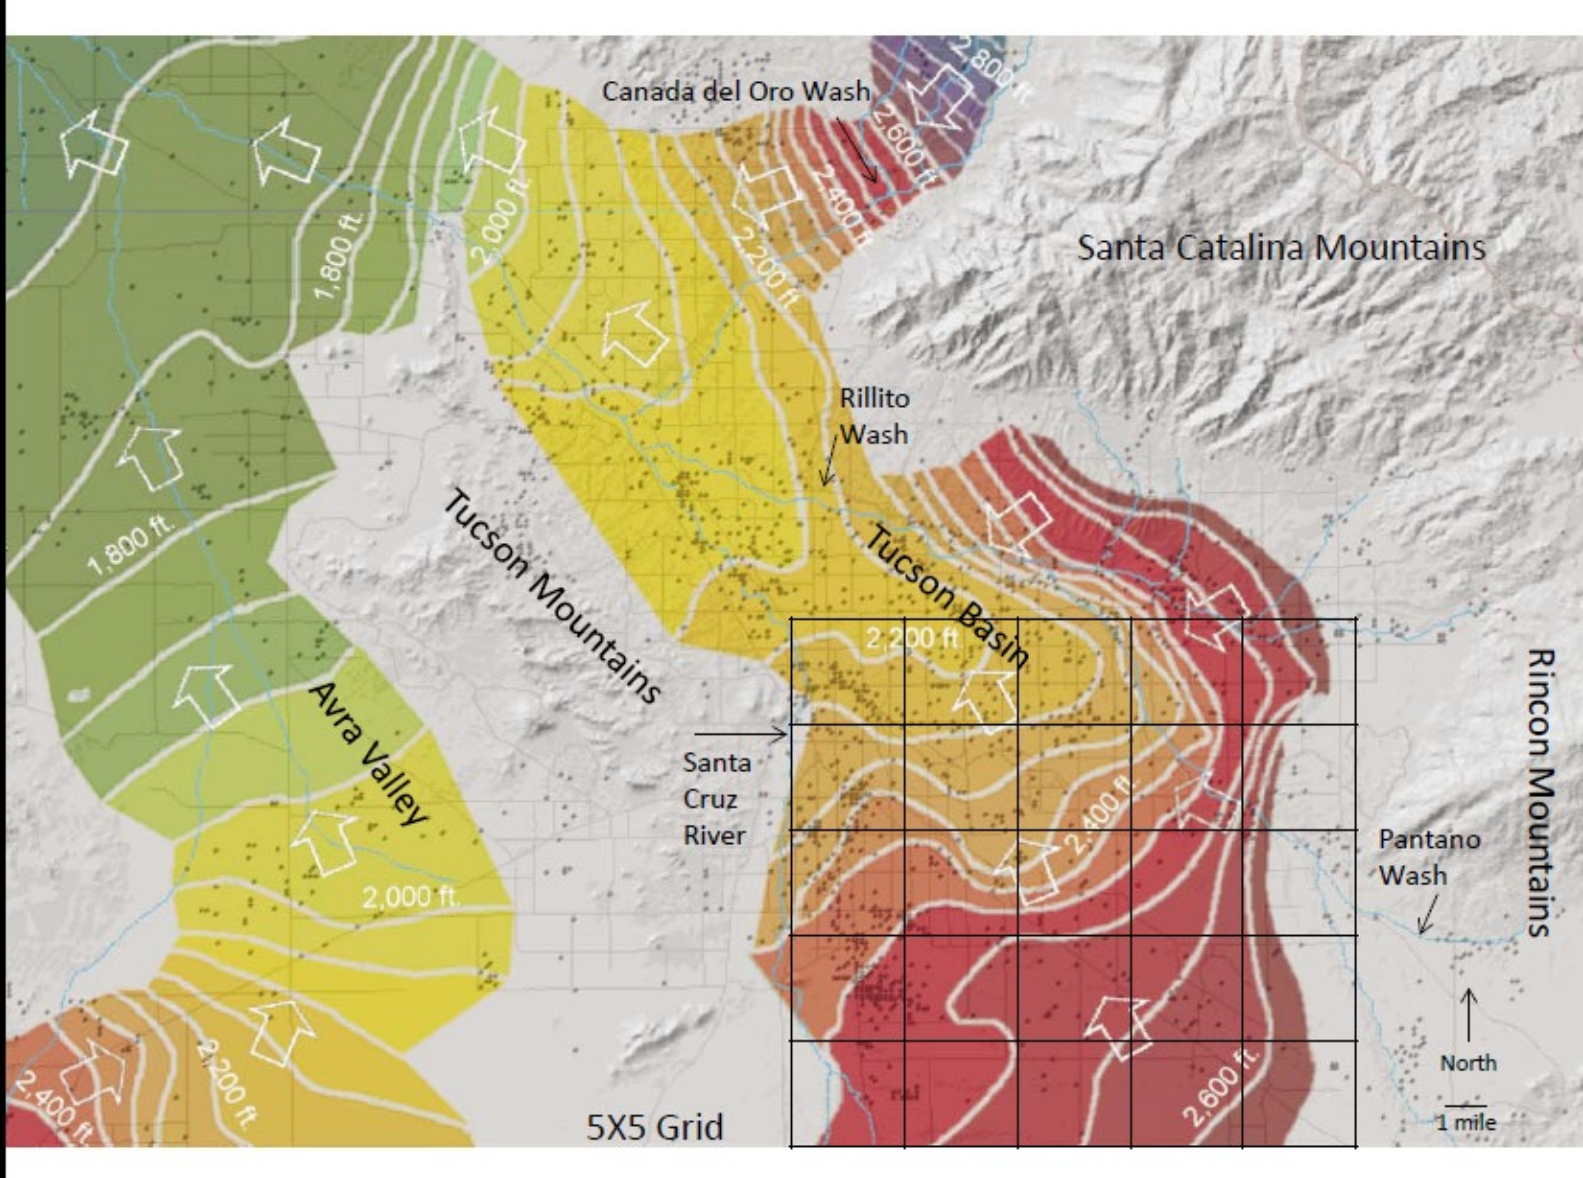 2,800 ft.
Canada del Oro Wash
2,600 ft.
2,400 ft.
2,000 ft.
2,200 ft.
1,800 ft.
Santa Catalina Mountains
Rillito
Wash
1,800 ft.
Tucson Mountains
Tucson Basin
2,200 ft.
Avra Valley
Santa
Cruz
River
Rincon Mountains
2,400 ft.
Pantano
Wash
2,000 ft.
2,200 ft.
2,400 ft.
2,600 ft.
North
1 mile
5X5 Grid